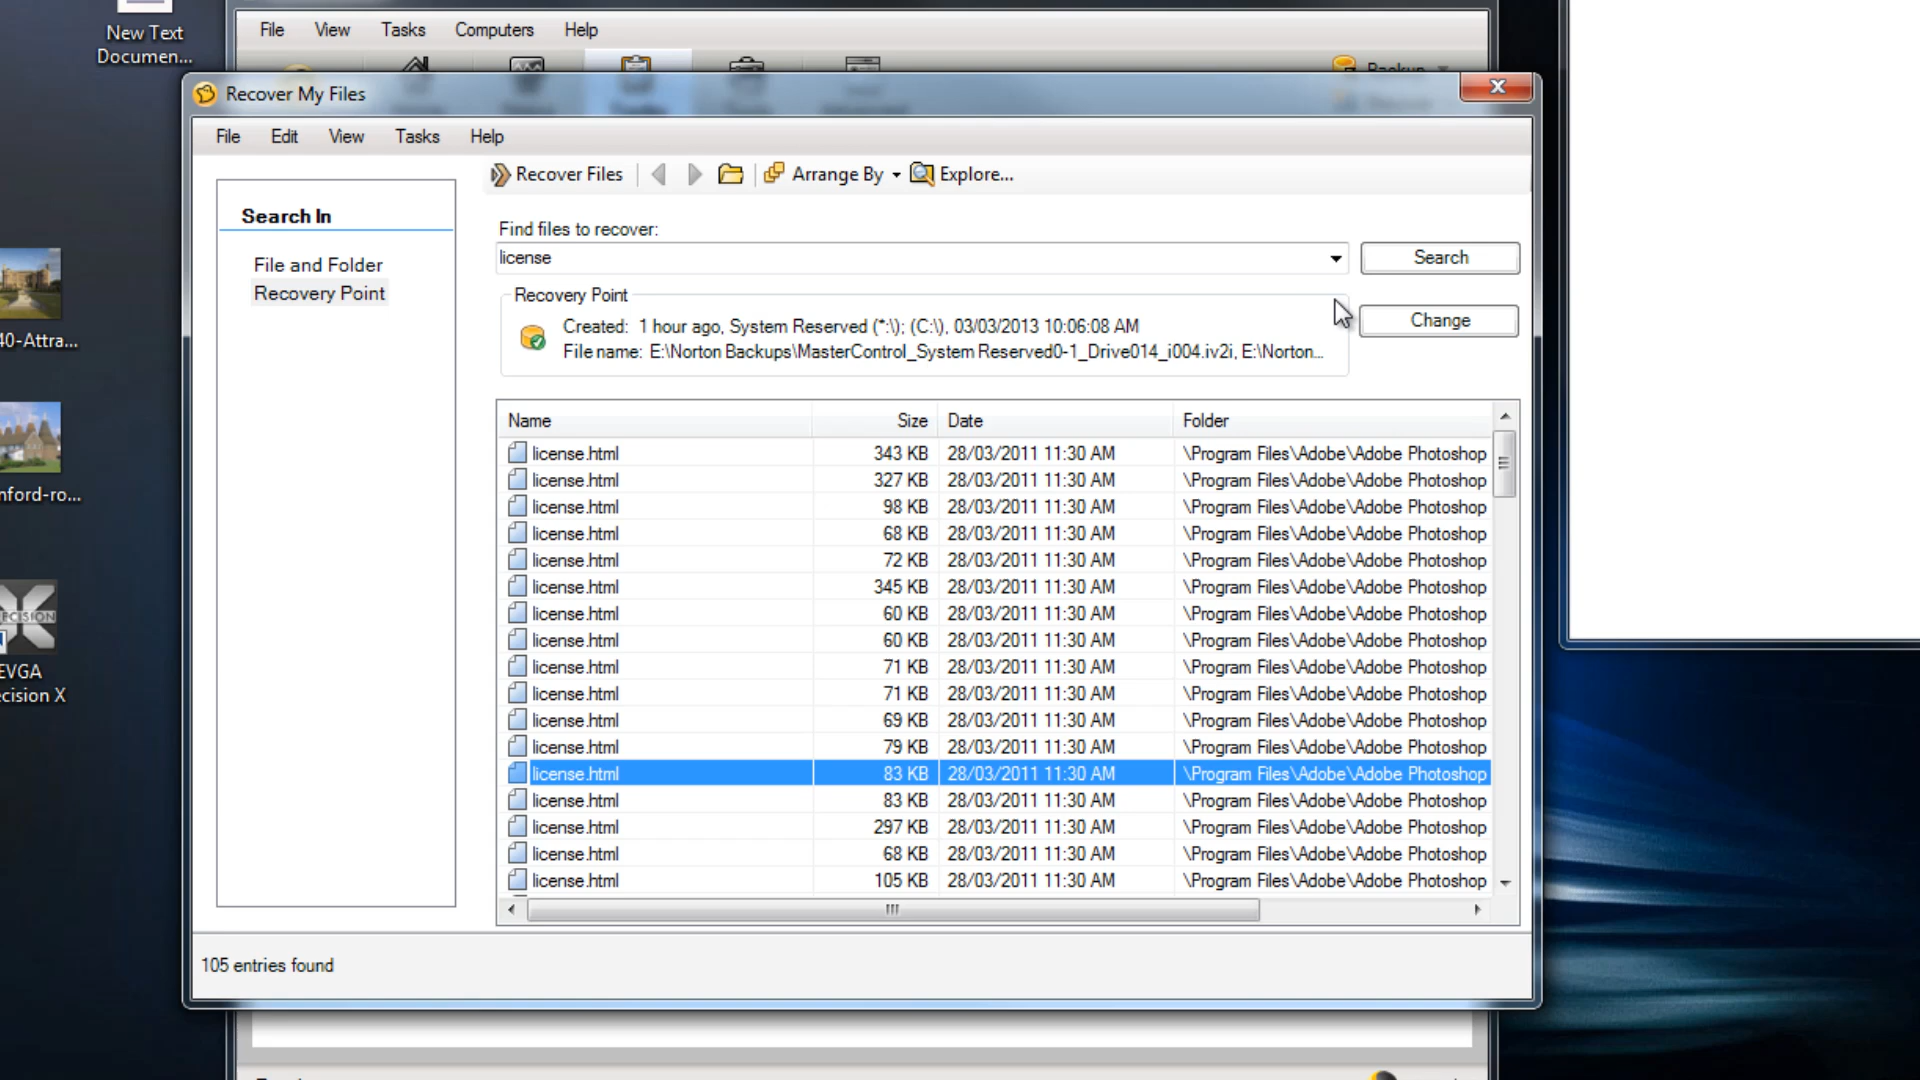 New Text
Documen...
File View Tasks Computers Help
Backup
Recover My Files
File Edit View Tasks Help
Recover Files Arrange By Explore...
Search In
File and Folder
Recovery Point
Find files to recover:
license Search
Recovery Point
Created: 1 hour ago, System Reserved (*:\); (C:\), 03/03/2013 10:06:08 AM
Change
File name: E:\Norton Backups\MasterControl_System Reserved0-1_Drive014_i004.iv2i, E:\Norton...
Name Size Date Folder
license.html 343 KB 28/03/2011 11:30 AM \Program Files\Adobe\Adobe Photoshop
license.html 327 KB 28/03/2011 11:30 AM \Program Files\Adobe\Adobe Photoshop
license.html 98 KB 28/03/2011 11:30 AM \Program Files\Adobe\Adobe Photoshop
license.html 68 KB 28/03/2011 11:30 AM \Program Files\Adobe\Adobe Photoshop
license.html 72 KB 28/03/2011 11:30 AM \Program Files\Adobe\Adobe Photoshop
license.html 345 KB 28/03/2011 11:30 AM \Program Files\Adobe\Adobe Photoshop
license.html 60 KB 28/03/2011 11:30 AM \Program Files\Adobe\Adobe Photoshop
license.html 60 KB 28/03/2011 11:30 AM \Program Files\Adobe\Adobe Photoshop
license.html 71 KB 28/03/2011 11:30 AM \Program Files\Adobe\Adobe Photoshop
license.html 71 KB 28/03/2011 11:30 AM \Program Files\Adobe\Adobe Photoshop
license.html 69 KB 28/03/2011 11:30 AM \Program Files\Adobe\Adobe Photoshop
license.html 79 KB 28/03/2011 11:30 AM \Program Files\Adobe\Adobe Photoshop
license.html 83 KB 28/03/2011 11:30 AM \Program Files\Adobe\Adobe Photoshop
license.html 83 KB 28/03/2011 11:30 AM \Program Files\Adobe\Adobe Photoshop
license.html 297 KB 28/03/2011 11:30 AM \Program Files\Adobe\Adobe Photoshop
license.html 68 KB 28/03/2011 11:30 AM \Program Files\Adobe\Adobe Photoshop
license.html 105 KB 28/03/2011 11:30 AM \Program Files\Adobe\Adobe Photoshop
105 entries found
40-Attra...
nford-ro...
ECISION
EVGA
cision X